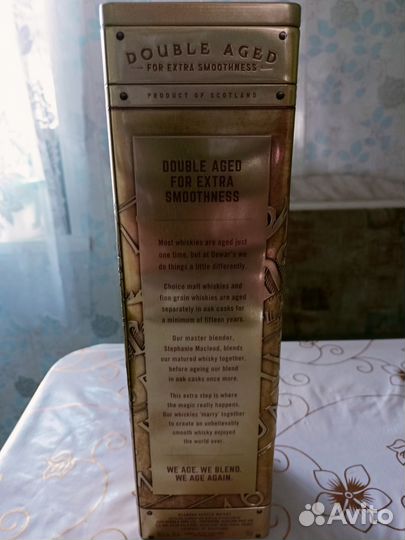 DOUBLE AGED
FOR EXTRA SMOOTHNESS
PRODUCT OF SCOTLAND
DOUBLE AGED
FOR EXTRA
SMOOTHNESS
Most whiskies are aged just
one time, but at Dewar's we
do things a little differently.
Choice malt whiskies and
fine grain whiskies are aged
separately in oak casks for
a minimum of fifteen years.
Our master blender,
Stephanie Macleod, blends
our matured whisky together,
before ageing our blend
in oak casks once more.
This extra step is where
the magic really happens.
Our whiskies 'marry' together
to create an unbelievably
smooth whisky enjoyed
the world over.
WE AGE. WE BLEND.
WE AGE AGAIN.
BLENDED SCOTCH WHISKY
Avito